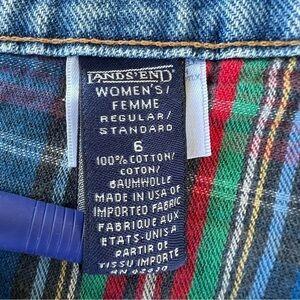 LANDS' END
WOMEN'S/
FEMME
REGULAR/
STANDARD
6
100% COTTON/
COTON/
BAUMWOLLE
MADE IN USA OF
IMPORTED FABRIC
FABRIQUE AUX
ETATS-UNIS A
PARTIR DE
TISSU IMPORTE